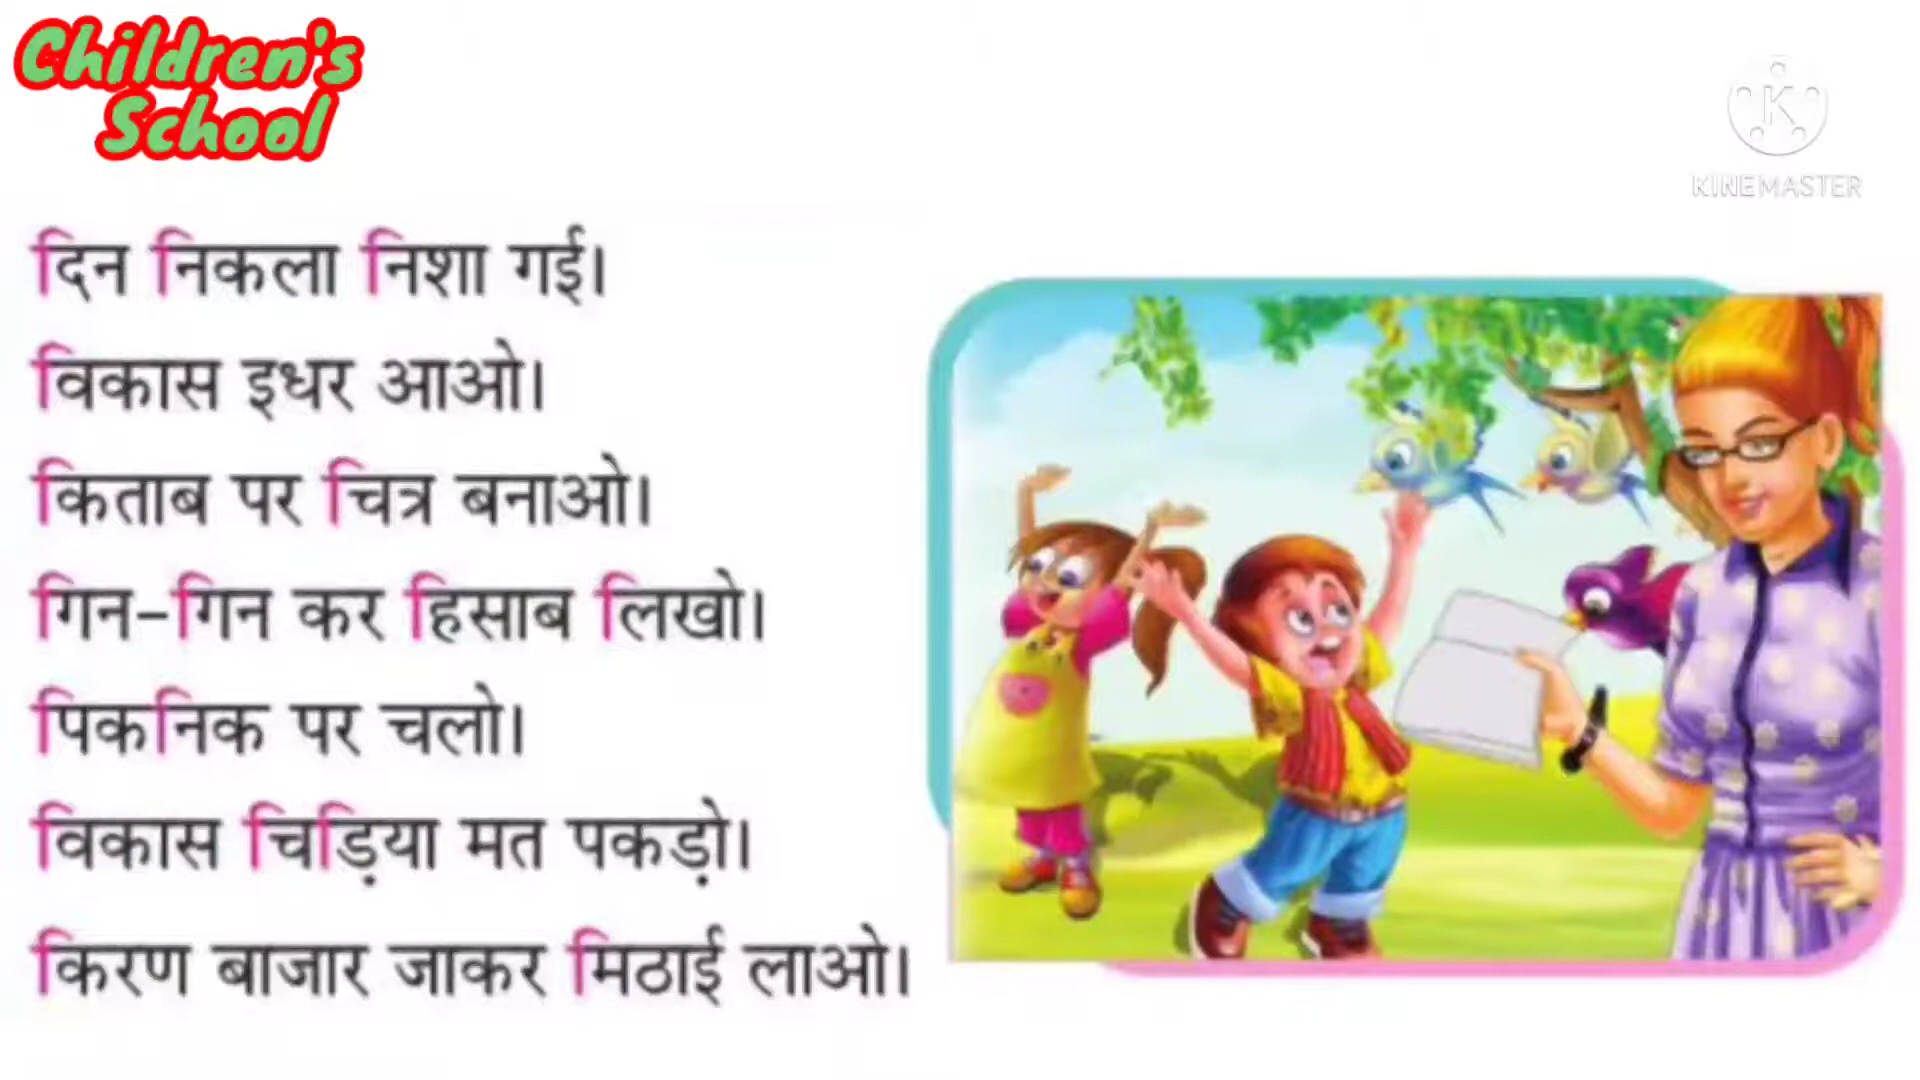 Children's
School
KINEMASTER
दिन निकला निशा गई।
विकास इधर आओ।
किताब पर चित्र बनाओ।
गिन-गिन कर हिसाब लिखो।
पिकनिक पर चलो।
विकास चिड़िया मत पकड़ो।
किरण बाजार जाकर मिठाई लाओ।